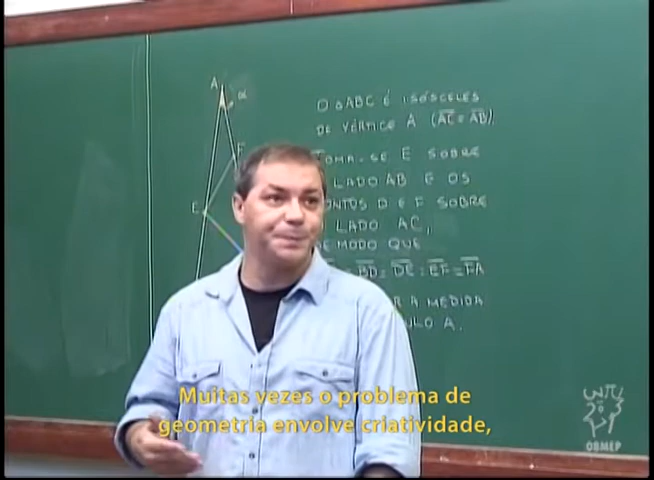 A
α
O △ABC É ISÓSCELES
DE VÉRTICE A (AC=AB).
F
TOMA-SE E SOBRE
LADO AB E OS
E
PONTOS D E F SOBRE
LADO AC,
DE MODO QUE
BD=DE=EF=FA
A MEDIDA
A.
Muitas vezes o problema de
geometria envolve criatividade,
OBMEP